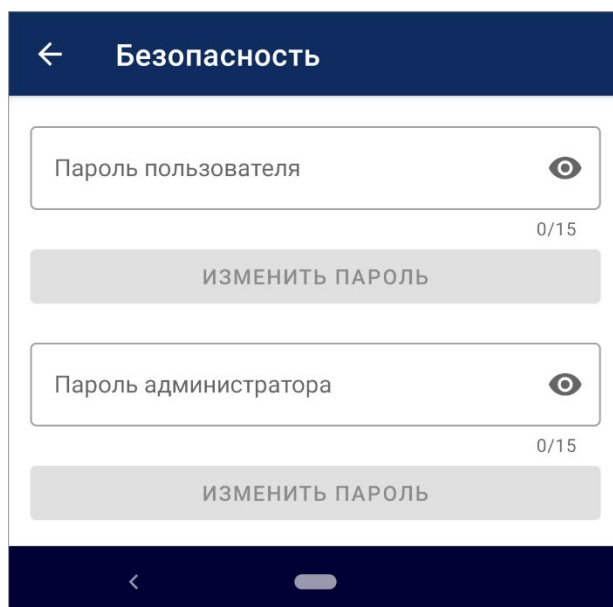 Безопасность
Пароль пользователя
0/15
ИЗМЕНИТЬ ПАРОЛЬ
Пароль администратора
0/15
ИЗМЕНИТЬ ПАРОЛЬ